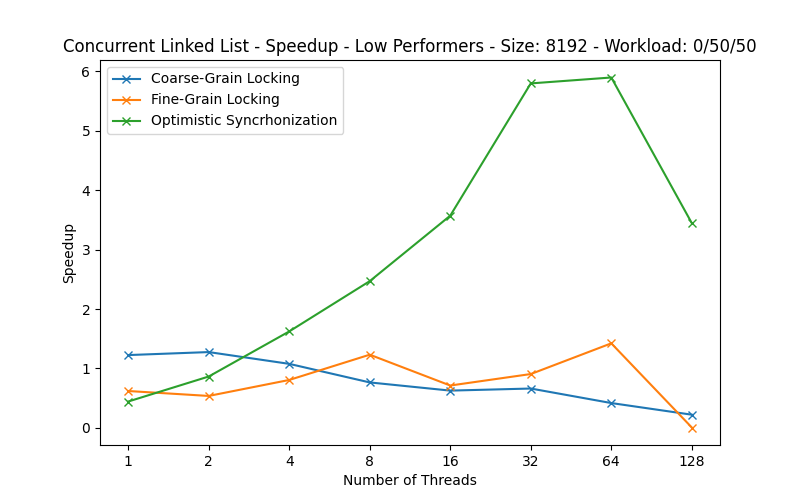 Concurrent Linked List - Speedup - Low Performers - Size: 8192 - Workload: 0/50/50
Coarse-Grain Locking
Fine-Grain Locking
Optimistic Syncrhonization
6
5
4
3
2
1
0
Speedup
1 2 4 8 16 32 64 128
Number of Threads